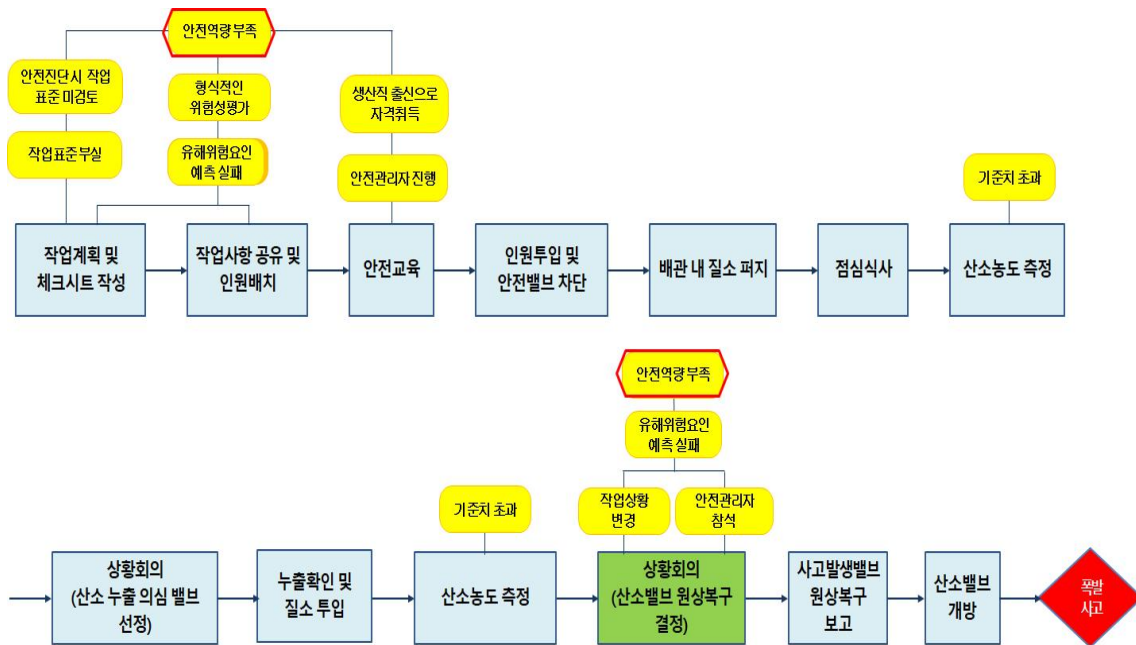 안전역량 부족
안전진단시 작업
표준 미검토
형식적인
위험성평가
생산직 출신으로
자격취득
작업표준 부실
유해위험요인
예측 실패
안전관리자 진행
기준치 초과
작업계획 및
체크시트 작성
작업사항 공유 및
인원배치
안전교육
인원투입 및
안전밸브 차단
배관 내 질소 퍼지
점심식사
산소농도 측정
안전역량 부족
유해위험요인
예측 실패
기준치 초과
작업상황
변경
안전관리자
참석
상황회의
(산소 누출 의심 밸브
선정)
누출확인 및
질소 투입
산소농도 측정
상황회의
(산소밸브 원상복구
결정)
사고발생밸브
원상복구
보고
산소밸브
개방
폭발
사고